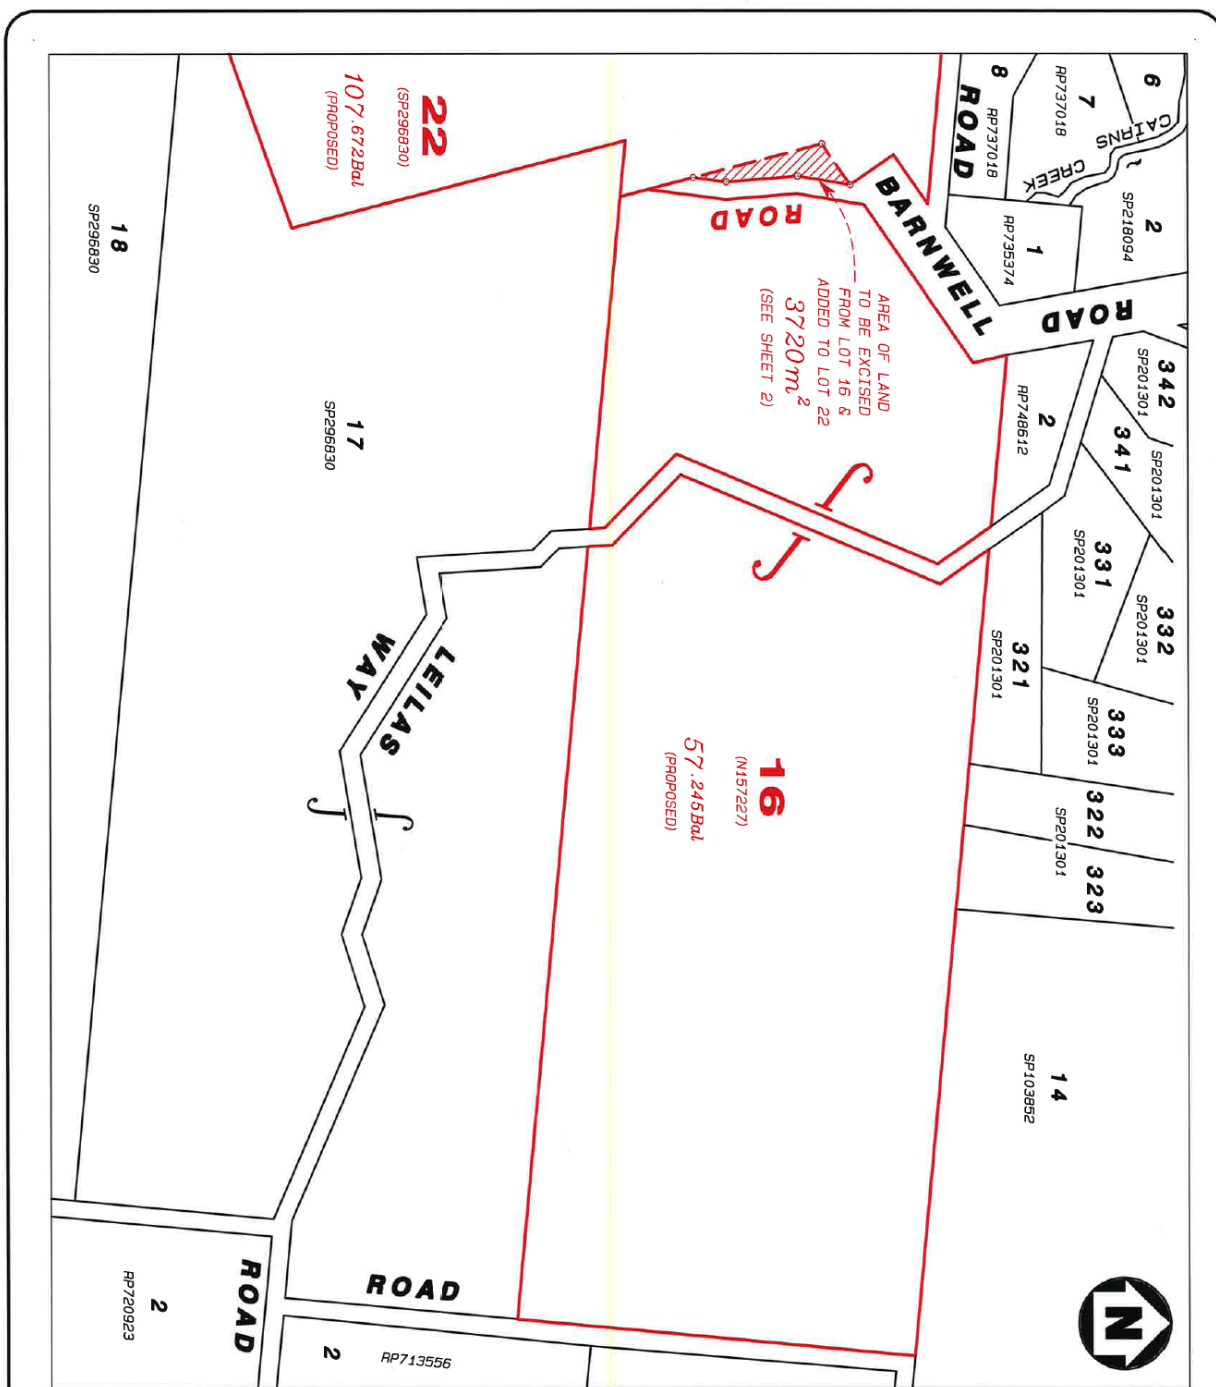 6
7
RP737018
8
RP737018
ROAD
CAIRNS
CREEK
2
SP218094
1
RP735374
BARNWELL
ROAD
ROAD
22
(SP296830)
107.672Bal
(PROPOSED)
18
SP296830
AREA OF LAND
TO BE EXCISED
FROM LOT 16 &
ADDED TO LOT 22
3720m²
(SEE SHEET 2)
2
RP748612
342
SP201301
341
SP201301
331
SP201301
332
SP201301
17
SP296830
321
SP201301
333
SP201301
LEILAS
WAY
16
(N157227)
57.245Bal
(PROPOSED)
322
SP201301
323
14
SP103852
ROAD
ROAD
2
RP720923
2
RP713556
N